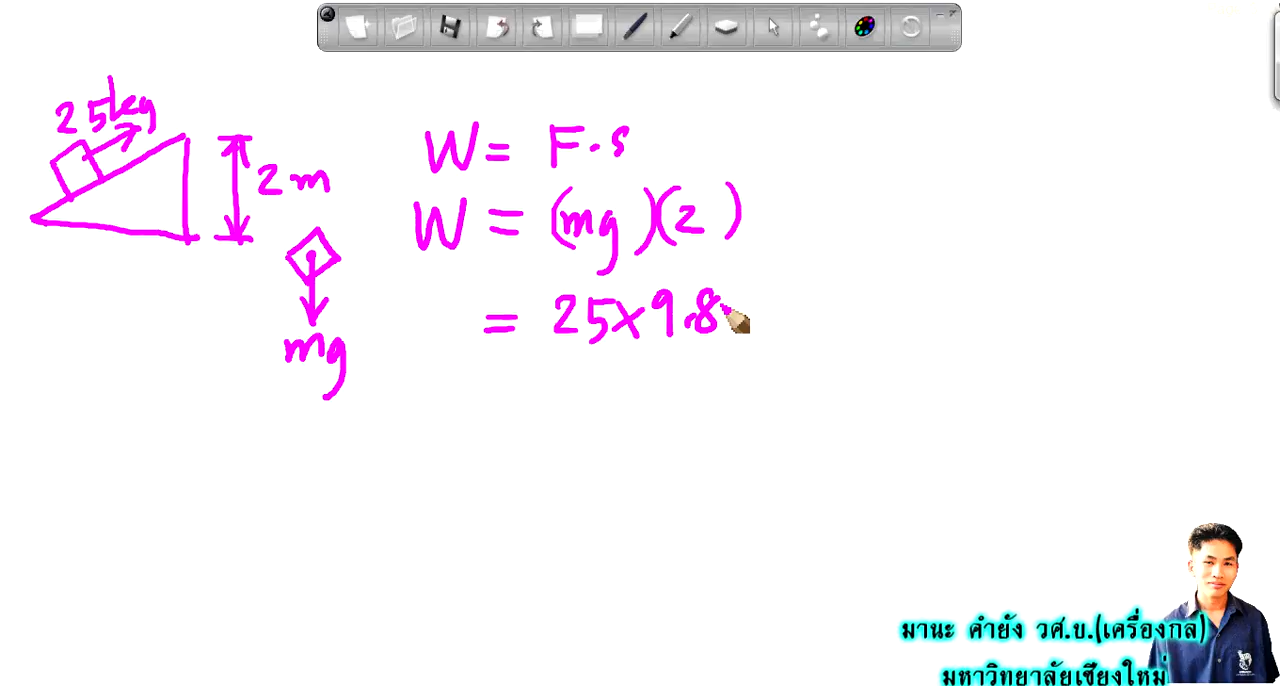 25kg
2m
mg
W = F.s
W = (mg)(2)
= 25x9.8
มานะ คำยัง วศ.บ.(เครื่องกล)
มหาวิทยาลัยเชียงใหม่